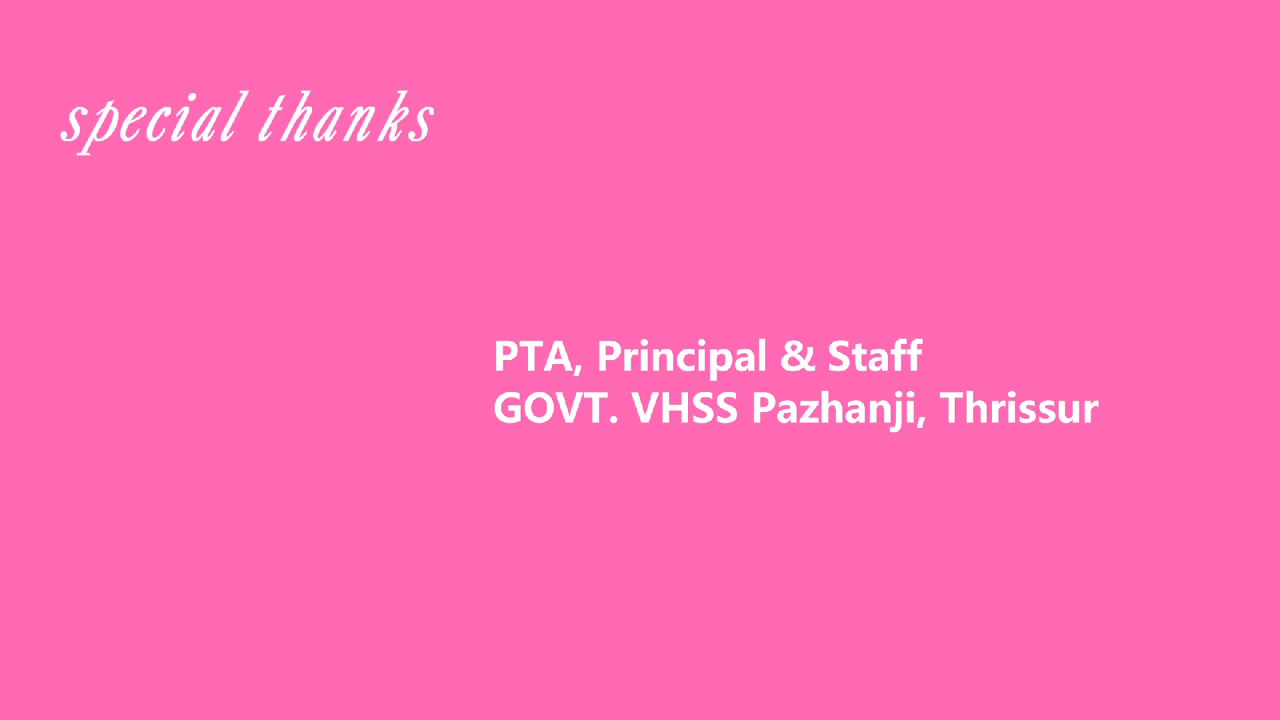 special thanks
PTA, Principal & Staff
GOVT. VHSS Pazhanji, Thrissur